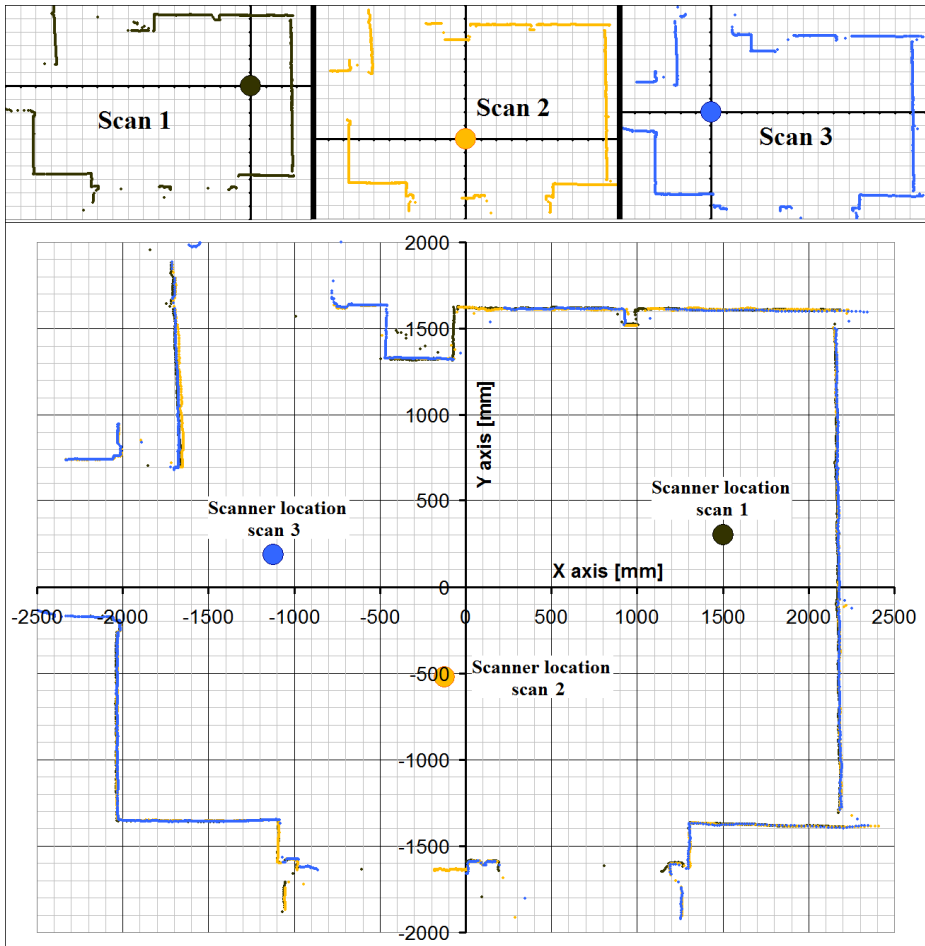 Scan 1
Scan 2
Scan 3
2000
1500
1000
500
0
-500
-1000
-1500
-2000
Y axis [mm]
Scanner location
scan 3
Scanner location
scan 1
X axis [mm]
-2500 -2000 -1500 -1000 -500 0 500 1000 1500 2000 2500
Scanner location
scan 2